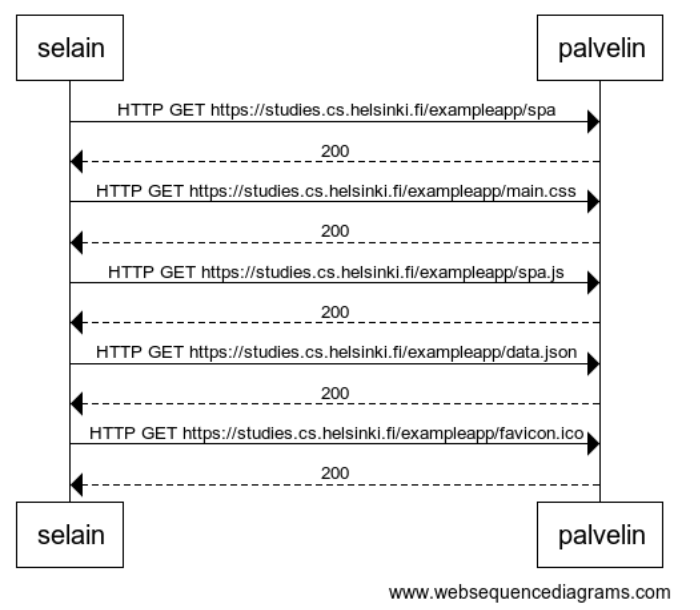 selain palvelin
HTTP GET https://studies.cs.helsinki.fi/exampleapp/spa
200
HTTP GET https://studies.cs.helsinki.fi/exampleapp/main.css
200
HTTP GET https://studies.cs.helsinki.fi/exampleapp/spa.js
200
HTTP GET https://studies.cs.helsinki.fi/exampleapp/data.json
200
HTTP GET https://studies.cs.helsinki.fi/exampleapp/favicon.ico
200
selain palvelin
www.websequencediagrams.com